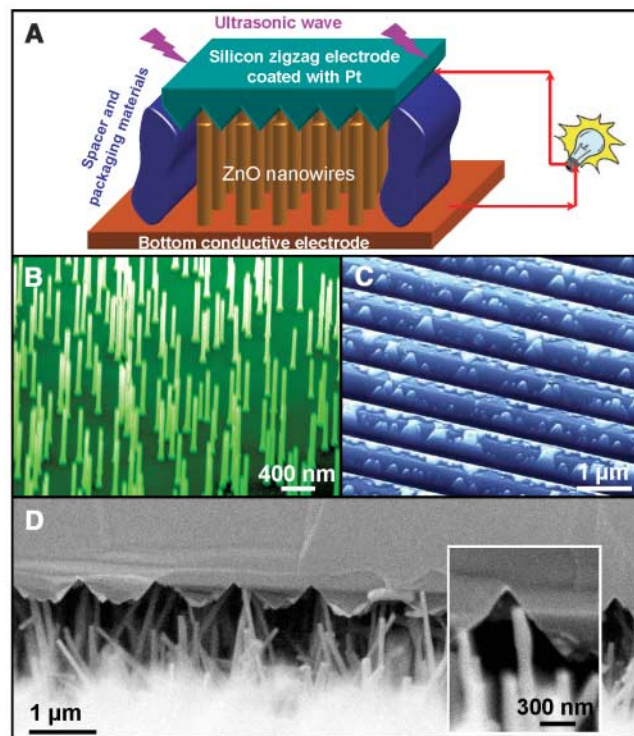 A
Ultrasonic wave
Silicon zigzag electrode
coated with Pt
Spacer and
packaging materials
ZnO nanowires
Bottom conductive electrode
B
400 nm
C
1 µm
D
1 µm
300 nm